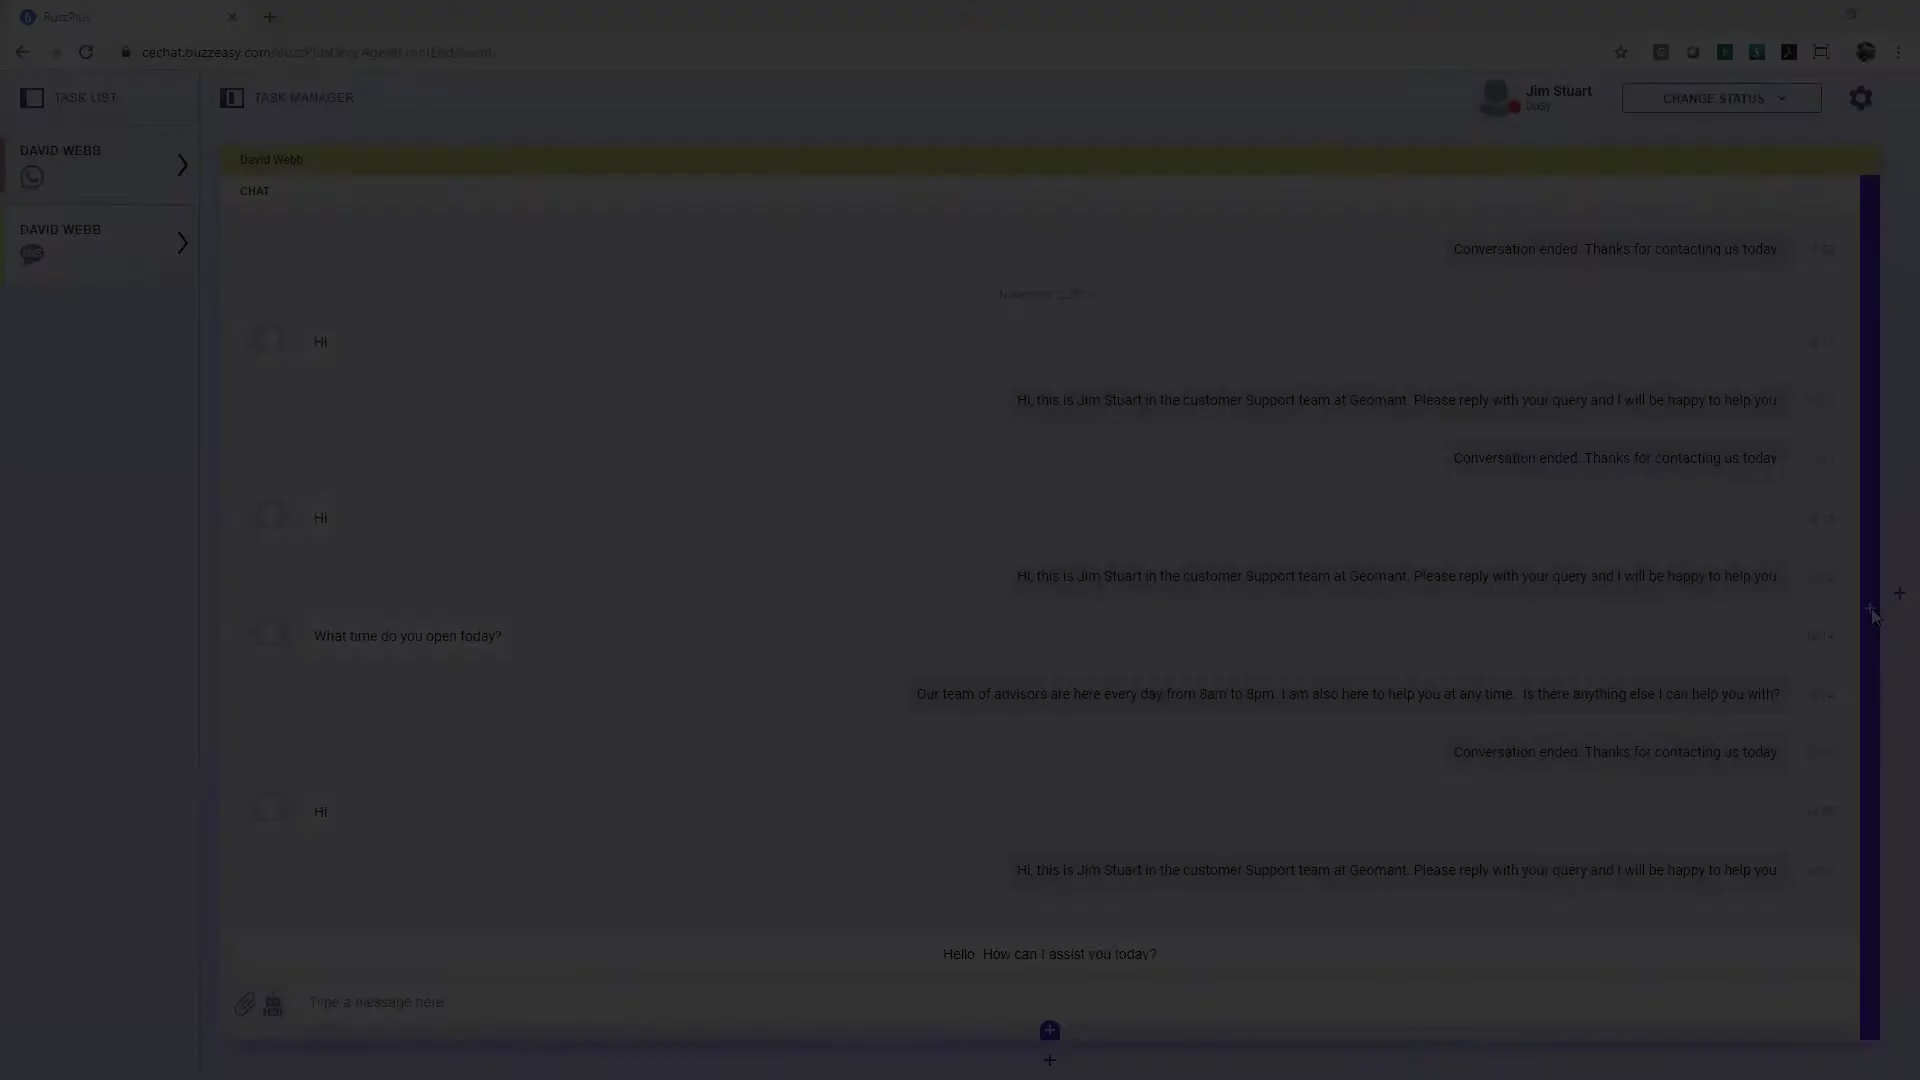 BuzzPlus
cechat.buzzeasy.com/
TASK LIST
TASK MANAGER
Jim Stuart
busy
CHANGE STATUS
DAVID WEBB
DAVID WEBB
SMS
David Webb
CHAT
Conversation ended. Thanks for contacting us today
Hi
Hi, this is Jim Stuart in the customer Support team at Geomant. Please reply with your query and I will be happy to help you
Conversation ended. Thanks for contacting us today
Hi
Hi, this is Jim Stuart in the customer Support team at Geomant. Please reply with your query and I will be happy to help you
What time do you open today?
Our team of advisors are here every day from 8am to 8pm. I am also here to help you at any time. Is there anything else I can help you with?
Conversation ended. Thanks for contacting us today
Hi
Hi, this is Jim Stuart in the customer Support team at Geomant. Please reply with your query and I will be happy to help you
Hello. How can I assist you today?
Type a message here